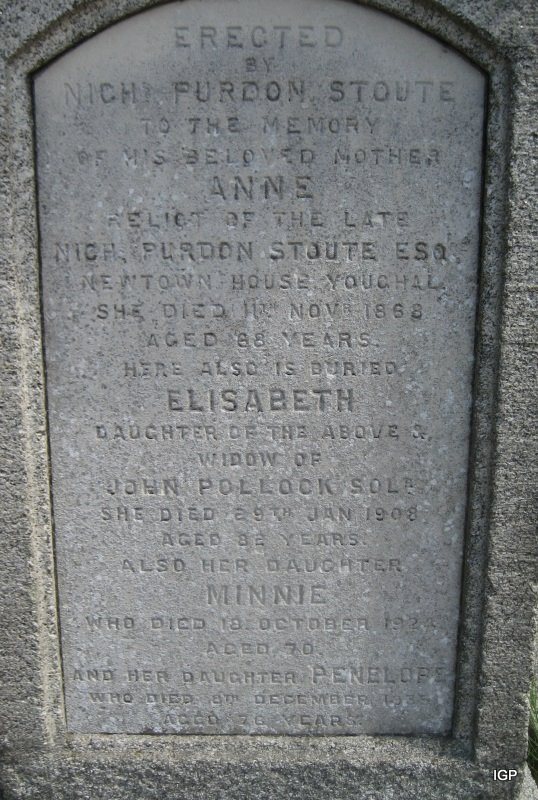 ERECTED
BY
NICH. PURDON STOUTE
TO THE MEMORY
OF HIS BELOVED MOTHER
ANNE
RELICT OF THE LATE
NICH. PURDON STOUTE ESQ.
NEWTOWN HOUSE YOUGHAL
SHE DIED 11TH NOVR 1868
AGED 88 YEARS.
HERE ALSO IS BURIED
ELISABETH
DAUGHTER OF THE ABOVE &
WIDOW OF
JOHN POLLOCK SOLR
SHE DIED 29TH JAN 1908
AGED 82 YEARS.
ALSO HER DAUGHTER
MINNIE
WHO DIED 18 OCTOBER
AGED 70
AND HER DAUGHTER PENELOPE
WHO DIED DECEMBER
AGED 76 YEARS
IGP